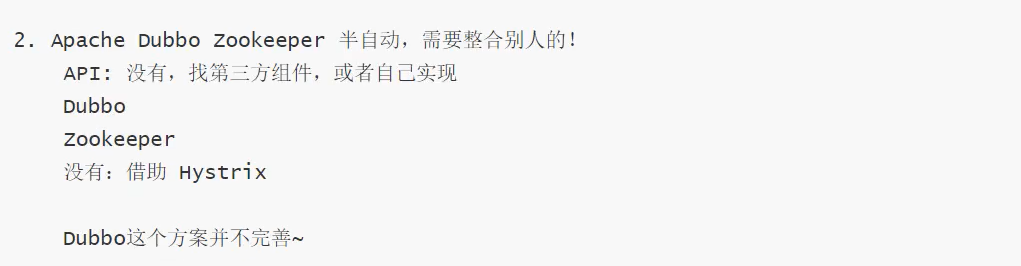 2. Apache Dubbo Zookeeper 半自动，需要整合别人的！
API: 没有，找第三方组件，或者自己实现
Dubbo
Zookeeper
没有：借助 Hystrix
Dubbo这个方案并不完善~